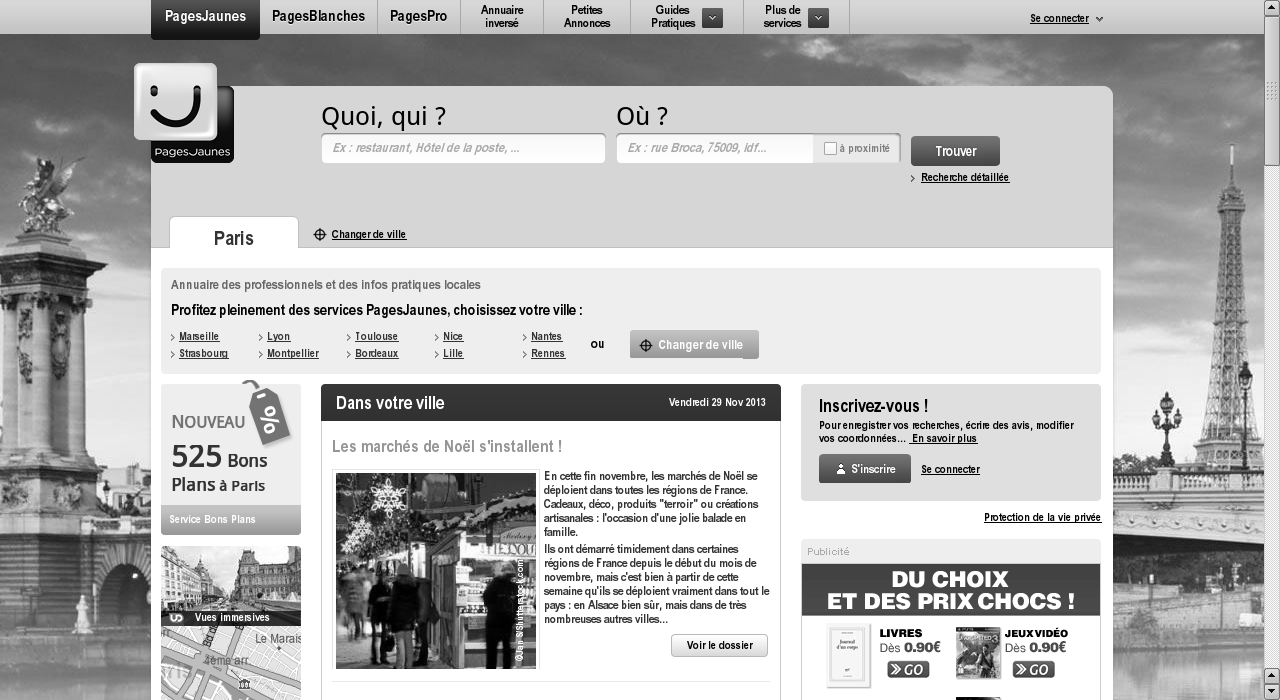 PagesJaunes
PagesBlanches
PagesPro
Annuaire
inversé
Petites
Annonces
Guides
Pratiques
Plus de
services
Se connecter
PagesJaunes
Quoi, qui ?
Où ?
Ex : restaurant, Hôtel de la poste, ...
Ex : rue Broca, 75009, idf...
à proximité
Trouver
Recherche détaillée
Paris
Changer de ville
Annuaire des professionnels et des infos pratiques locales
Profitez pleinement des services PagesJaunes, choisissez votre ville :
Marseille Lyon Toulouse Nice Nantes
Strasbourg Montpellier Bordeaux Lille Rennes
ou
Changer de ville
NOUVEAU
%
525 Bons
Plans à Paris
Service Bons Plans
Vues immersives
Le Marais
4ème arr
Dans votre ville
Vendredi 29 Nov 2013
Les marchés de Noël s'installent !
©Jan S/Shutterstock.com
En cette fin novembre, les marchés de Noël se
déploient dans toutes les régions de France.
Cadeaux, déco, produits "terroir" ou créations
artisanales : l'occasion d'une jolie balade en
famille.
Ils ont démarré timidement dans certaines
régions de France depuis le début du mois de
novembre, mais c'est bien à partir de cette
semaine qu'ils se déploient vraiment dans tout le
pays : en Alsace bien sûr, mais dans de très
nombreuses autres villes...
Voir le dossier
Inscrivez-vous !
Pour enregistrer vos recherches, écrire des avis, modifier
vos coordonnées... En savoir plus
S'inscrire
Se connecter
Protection de la vie privée
Publicité
DU CHOIX
ET DES PRIX CHOCS !
LIVRES
Dès 0.90€
GO
JEUX VIDÉO
Dès 0.90€
GO
Journal
d'un corps